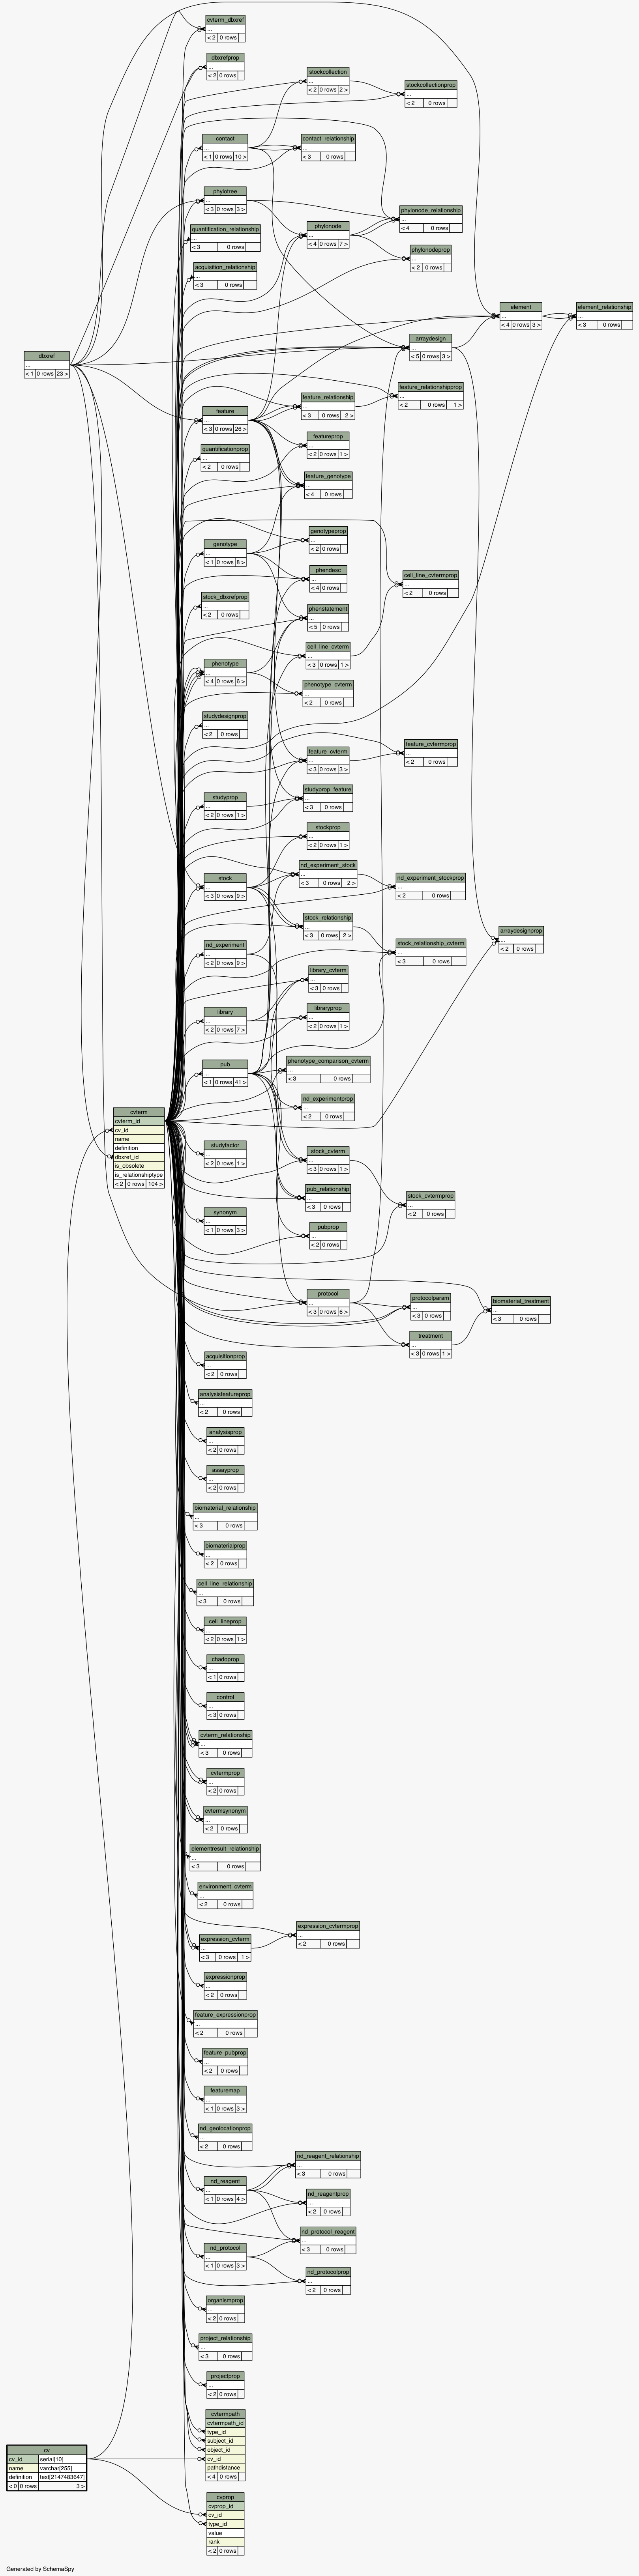 cvterm_dbxref
...
< 2 0 rows
dbxrefprop
...
< 2 0 rows
stockcollection
...
< 2 0 rows 2 >
stockcollectionprop
...
< 2 0 rows
contact
...
< 1 0 rows 10 >
contact_relationship
...
< 3 0 rows
phylotree
...
< 3 0 rows 3 >
phylonode_relationship
...
< 4 0 rows
quantification_relationship
...
< 3 0 rows
phylonode
...
< 4 0 rows 7 >
phylonodeprop
...
< 2 0 rows
acquisition_relationship
...
< 3 0 rows
element
...
< 4 0 rows 3 >
element_relationship
...
< 3 0 rows
arraydesign
...
< 5 0 rows 3 >
dbxref
...
< 1 0 rows 23 >
feature_relationshipprop
...
< 2 0 rows 1 >
feature_relationship
...
< 3 0 rows 2 >
feature
...
< 3 0 rows 26 >
featureprop
...
< 2 0 rows 1 >
quantificationprop
...
< 2 0 rows
feature_genotype
...
< 4 0 rows
genotypeprop
...
< 2 0 rows
genotype
...
< 1 0 rows 8 >
phendesc
...
< 4 0 rows
cell_line_cvtermprop
...
< 2 0 rows
stock_dbxrefprop
...
< 2 0 rows
phenstatement
...
< 5 0 rows
cell_line_cvterm
...
< 3 0 rows 1 >
phenotype
...
< 4 0 rows 6 >
phenotype_cvterm
...
< 2 0 rows
studydesignprop
...
< 2 0 rows
feature_cvtermprop
...
< 2 0 rows
feature_cvterm
...
< 3 0 rows 3 >
studyprop
...
< 2 0 rows 1 >
studyprop_feature
...
< 3 0 rows
stockprop
...
< 2 0 rows 1 >
stock
...
< 3 0 rows 9 >
nd_experiment_stock
...
< 3 0 rows 2 >
nd_experiment_stockprop
...
< 2 0 rows
stock_relationship
...
< 3 0 rows 2 >
arraydesignprop
...
< 2 0 rows
nd_experiment
...
< 2 0 rows 9 >
stock_relationship_cvterm
...
< 3 0 rows
library_cvterm
...
< 3 0 rows
library
...
< 2 0 rows 7 >
libraryprop
...
< 2 0 rows 1 >
pub
...
< 1 0 rows 41 >
phenotype_comparison_cvterm
...
< 3 0 rows
nd_experimentprop
...
< 2 0 rows
cvterm
cvterm_id
cv_id
name
definition
dbxref_id
is_obsolete
is_relationshiptype
< 2 0 rows 104 >
studyfactor
...
< 2 0 rows 1 >
stock_cvterm
...
< 3 0 rows 1 >
pub_relationship
...
< 3 0 rows
stock_cvtermprop
...
< 2 0 rows
synonym
...
< 1 0 rows 3 >
pubprop
...
< 2 0 rows
protocol
...
< 3 0 rows 6 >
protocolparam
...
< 3 0 rows
biomaterial_treatment
...
< 3 0 rows
treatment
...
< 3 0 rows 1 >
acquisitionprop
...
< 2 0 rows
analysisfeatureprop
...
< 2 0 rows
analysisprop
...
< 2 0 rows
assayprop
...
< 2 0 rows
biomaterial_relationship
...
< 3 0 rows
biomaterialprop
...
< 2 0 rows
cell_line_relationship
...
< 3 0 rows
cell_lineprop
...
< 2 0 rows 1 >
chadoprop
...
< 1 0 rows
control
...
< 3 0 rows
cvterm_relationship
...
< 3 0 rows
cvtermprop
...
< 2 0 rows
cvtermsynonym
...
< 2 0 rows
elementresult_relationship
...
< 3 0 rows
environment_cvterm
...
< 2 0 rows
expression_cvtermprop
...
< 2 0 rows
expression_cvterm
...
< 3 0 rows 1 >
expressionprop
...
< 2 0 rows
feature_expressionprop
...
< 2 0 rows
feature_pubprop
...
< 2 0 rows
featuremap
...
< 1 0 rows 3 >
nd_geolocationprop
...
< 2 0 rows
nd_reagent_relationship
...
< 3 0 rows
nd_reagent
...
< 1 0 rows 4 >
nd_reagentprop
...
< 2 0 rows
nd_protocol_reagent
...
< 3 0 rows
nd_protocol
...
< 1 0 rows 3 >
nd_protocolprop
...
< 2 0 rows
organismprop
...
< 2 0 rows
project_relationship
...
< 3 0 rows
projectprop
...
< 2 0 rows
cvtermpath
cvtermpath_id
type_id
subject_id
object_id
cv_id
pathdistance
< 4 0 rows
cv
cv_id serial[10]
name varchar[255]
definition text[2147483647]
< 0 0 rows 3 >
cvprop
cvprop_id
cv_id
type_id
value
rank
< 2 0 rows
Generated by SchemaSpy